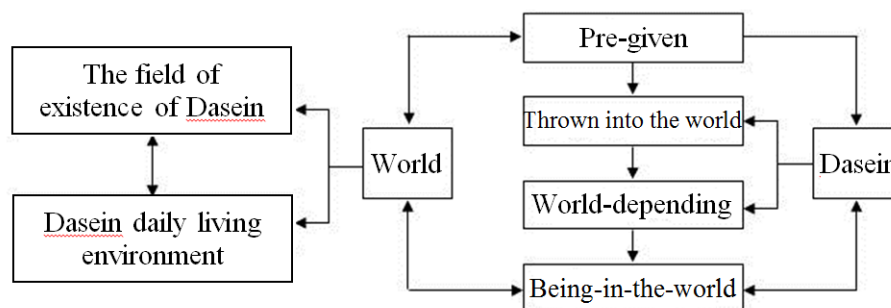 The field of
existence of Dasein
Dasein daily living
environment
World
Pre-given
Thrown into the world
World-depending
Being-in-the-world
Dasein